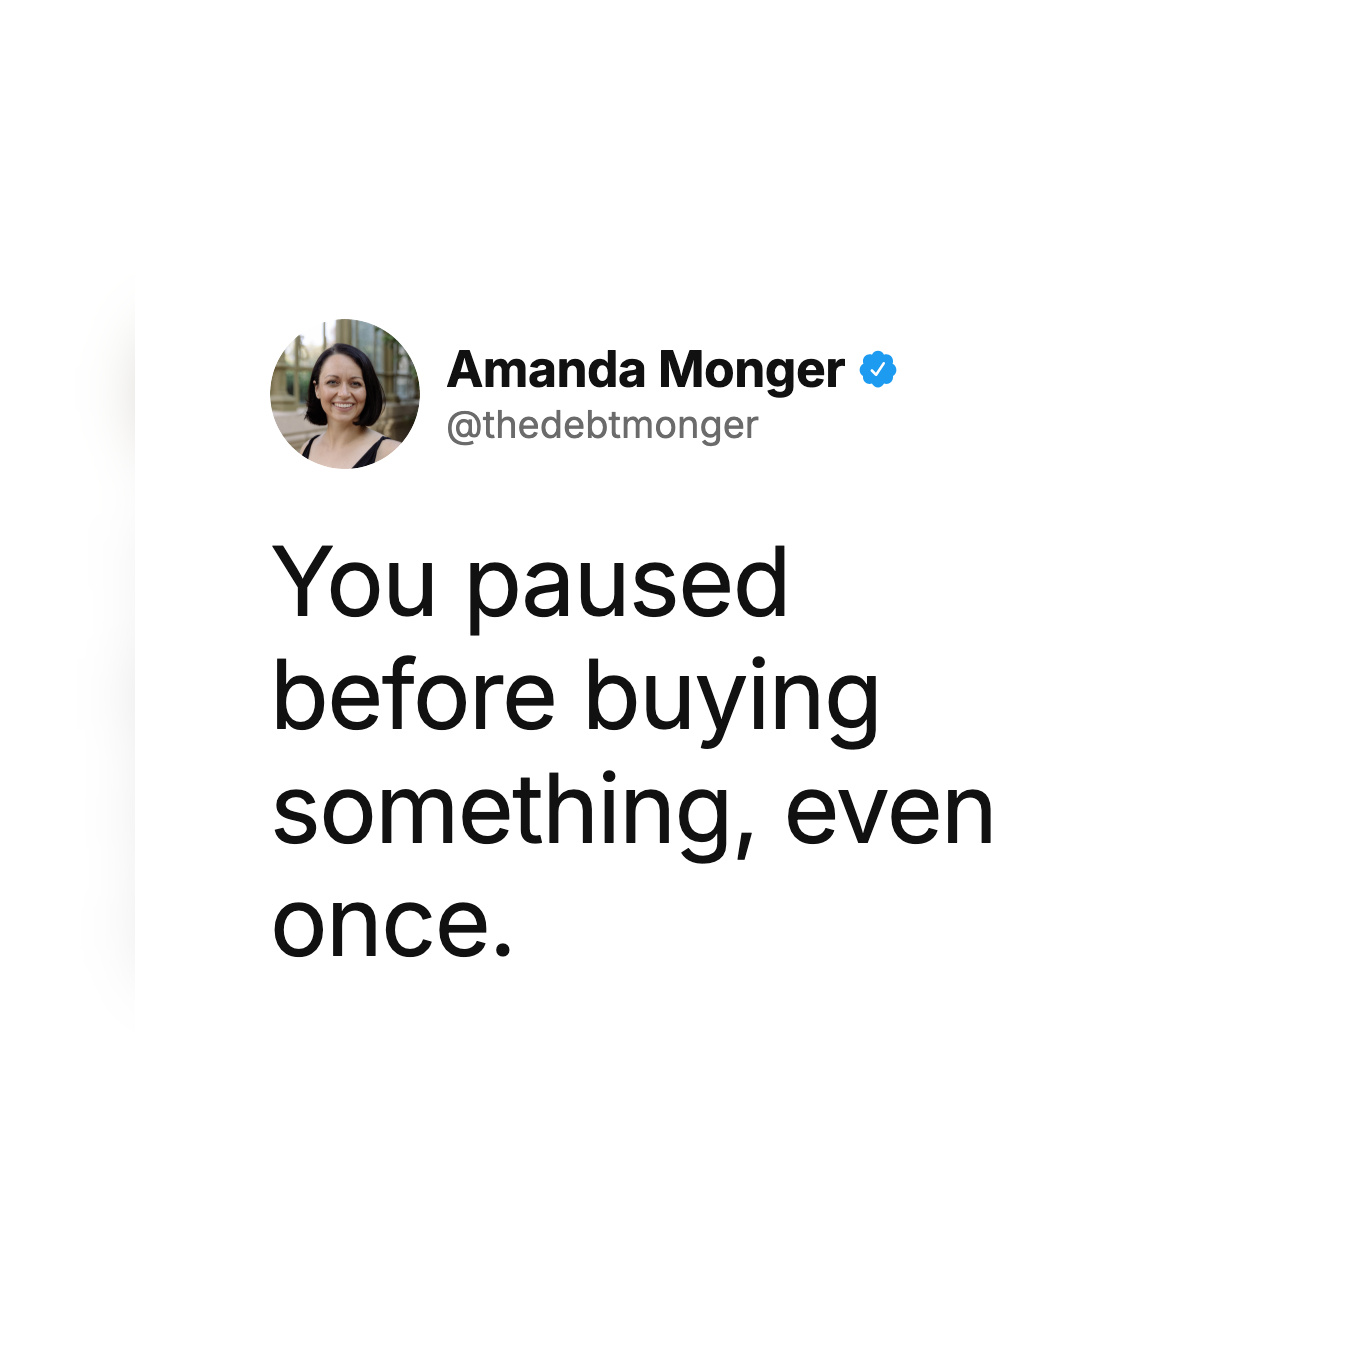 Amanda Monger
@thedebtmonger
You paused
before buying
something, even
once.